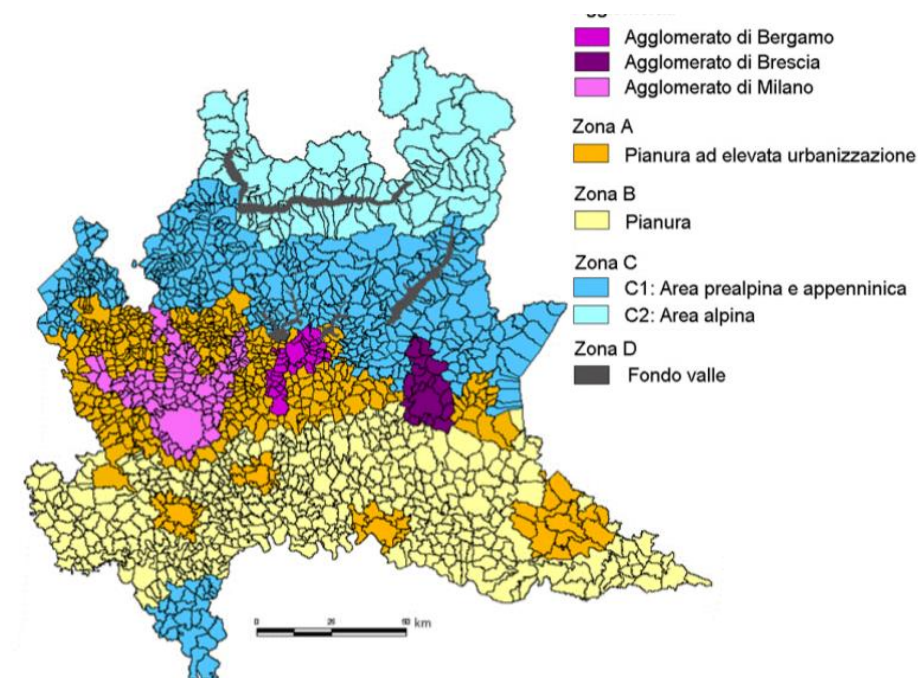 Agglomerato di Bergamo
Agglomerato di Brescia
Agglomerato di Milano
Zona A
Pianura ad elevata urbanizzazione
Zona B
Pianura
Zona C
C1: Area prealpina e appenninica
C2: Area alpina
Zona D
Fondo valle
km